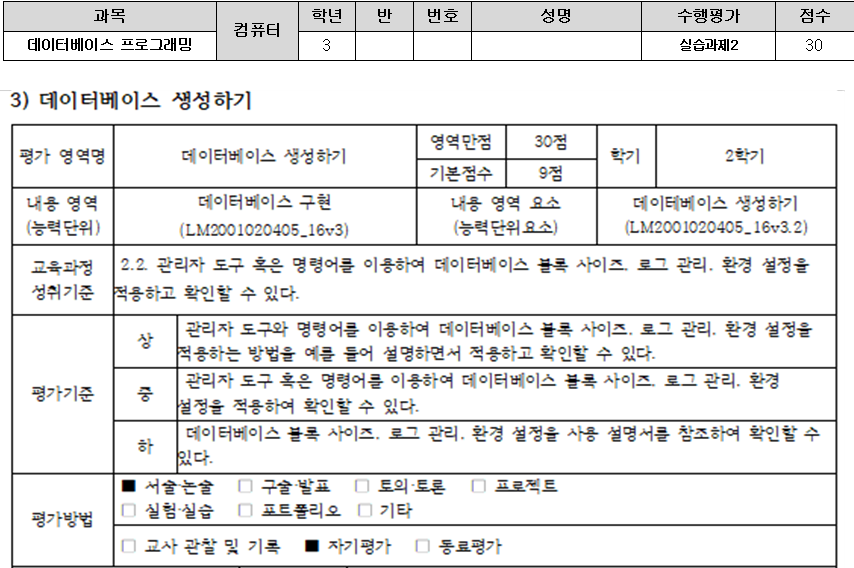 과목 컴퓨터 학년 반 번호 성명 수행평가 점수
데이터베이스 프로그래밍 3 실습과제2 30
3) 데이터베이스 생성하기
평가 영역명 데이터베이스 생성하기 영역만점 30점 학기 2학기
기본점수 9점
내용 영역 데이터베이스 구현 내용 영역 요소 데이테베이스 생성하기
(능력단위) (LM2001020405_16v3) (능력단위요소) (LM2001020405_16v3.2)
교육과정 2.2. 관리자 도구 혹은 명령어를 이용하여 데이터베이스 블록 사이즈, 로그 관리, 환경 설정을
성취기준 적용하고 확인할 수 있다.
평가기준
상 관리자 도구와 명령어를 이용하여 데이터베이스 블록 사이즈, 로그 관리, 환경 설정을
적용하는 방법을 예를 들어 설명하면서 적용하고 확인할 수 있다.
중 관리자 도구 혹은 명령어를 이용하여 데이터베이스 블록 사이즈, 로그 관리, 환경
설정을 적용하여 확인할 수 있다.
하 데이터베이스 블록 사이즈, 로그 관리, 환경 설정을 사용 설명서를 참조하여 확인할 수
있다.
평가방법
■ 서술·논술 □ 구술·발표 □ 토의·토론 □ 프로젝트
□ 실험·실습 □ 포트폴리오 □ 기타
□ 교사 관찰 및 기록 ■ 자기평가 □ 동료평가